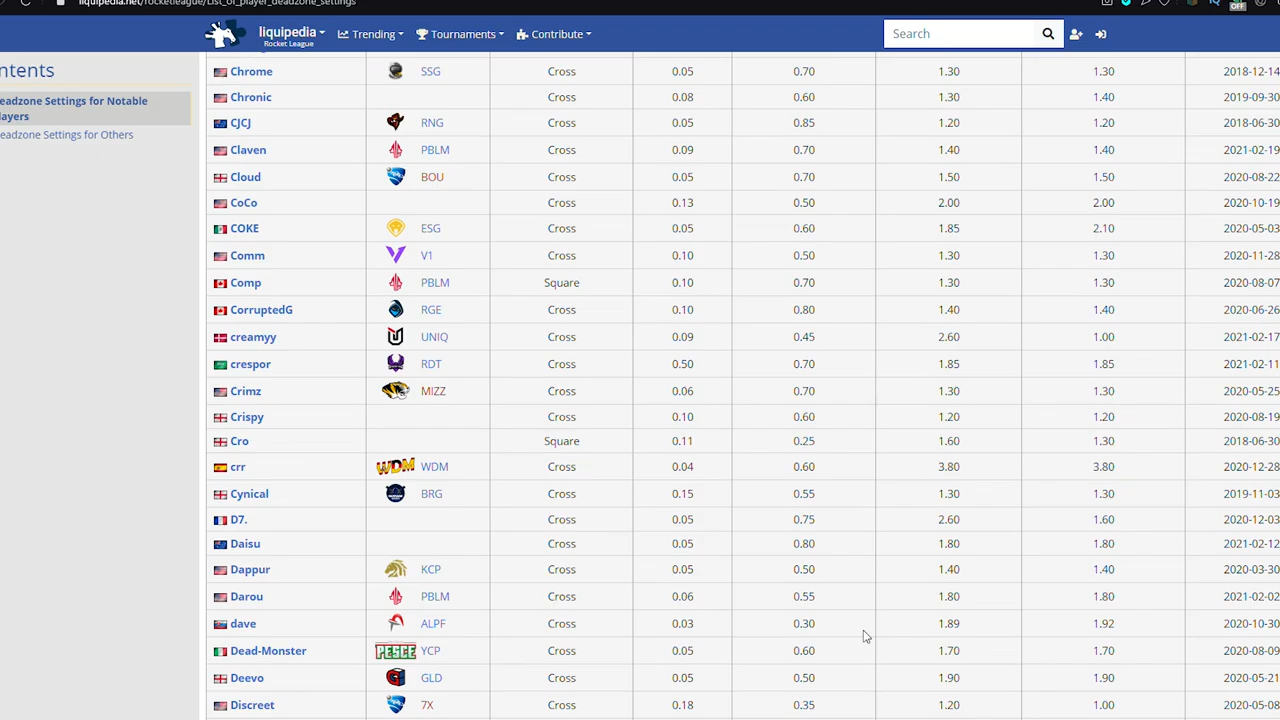 liquipedia.net/rocketleague/List_of_player_deadzone_settings
OFF
liquipedia Rocket League Trending Tournaments Contribute Search
ntents
eadzone Settings for Notable
layers
eadzone Settings for Others
Chrome SSG Cross 0.05 0.70 1.30 1.30 2018-12-14
Chronic Cross 0.08 0.60 1.30 1.40 2019-09-30
CJCJ RNG Cross 0.05 0.85 1.20 1.20 2018-06-30
Claven PBLM Cross 0.09 0.70 1.40 1.40 2021-02-19
Cloud BOU Cross 0.05 0.70 1.50 1.50 2020-08-22
CoCo Cross 0.13 0.50 2.00 2.00 2020-10-19
COKE ESG Cross 0.05 0.60 1.85 2.10 2020-05-03
Comm V1 Cross 0.10 0.50 1.30 1.30 2020-11-28
Comp PBLM Square 0.10 0.70 1.30 1.30 2020-08-07
CorruptedG RGE Cross 0.10 0.80 1.40 1.40 2020-06-26
creamyy UNIQ Cross 0.09 0.45 2.60 1.00 2021-02-17
crespor RDT Cross 0.50 0.70 1.85 1.85 2021-02-11
Crimz MIZZ Cross 0.06 0.70 1.30 1.30 2020-05-25
Crispy Cross 0.10 0.60 1.20 1.20 2020-08-19
Cro Square 0.11 0.25 1.60 1.30 2018-06-30
crr WDM WDM Cross 0.04 0.60 3.80 3.80 2020-12-28
Cynical BRG Cross 0.15 0.55 1.30 1.30 2019-11-03
D7. Cross 0.05 0.75 2.60 1.60 2020-12-03
Daisu Cross 0.05 0.80 1.80 1.80 2021-02-12
Dappur KCP Cross 0.05 0.50 1.40 1.40 2020-03-30
Darou PBLM Cross 0.06 0.55 1.80 1.80 2021-02-02
dave ALPF Cross 0.03 0.30 1.89 1.92 2020-10-30
Dead-Monster PESCE YCP Cross 0.05 0.60 1.70 1.70 2020-08-09
Deevo GLD Cross 0.05 0.50 1.90 1.90 2020-05-21
Discreet 7X Cross 0.18 0.35 1.20 1.00 2020-05-08